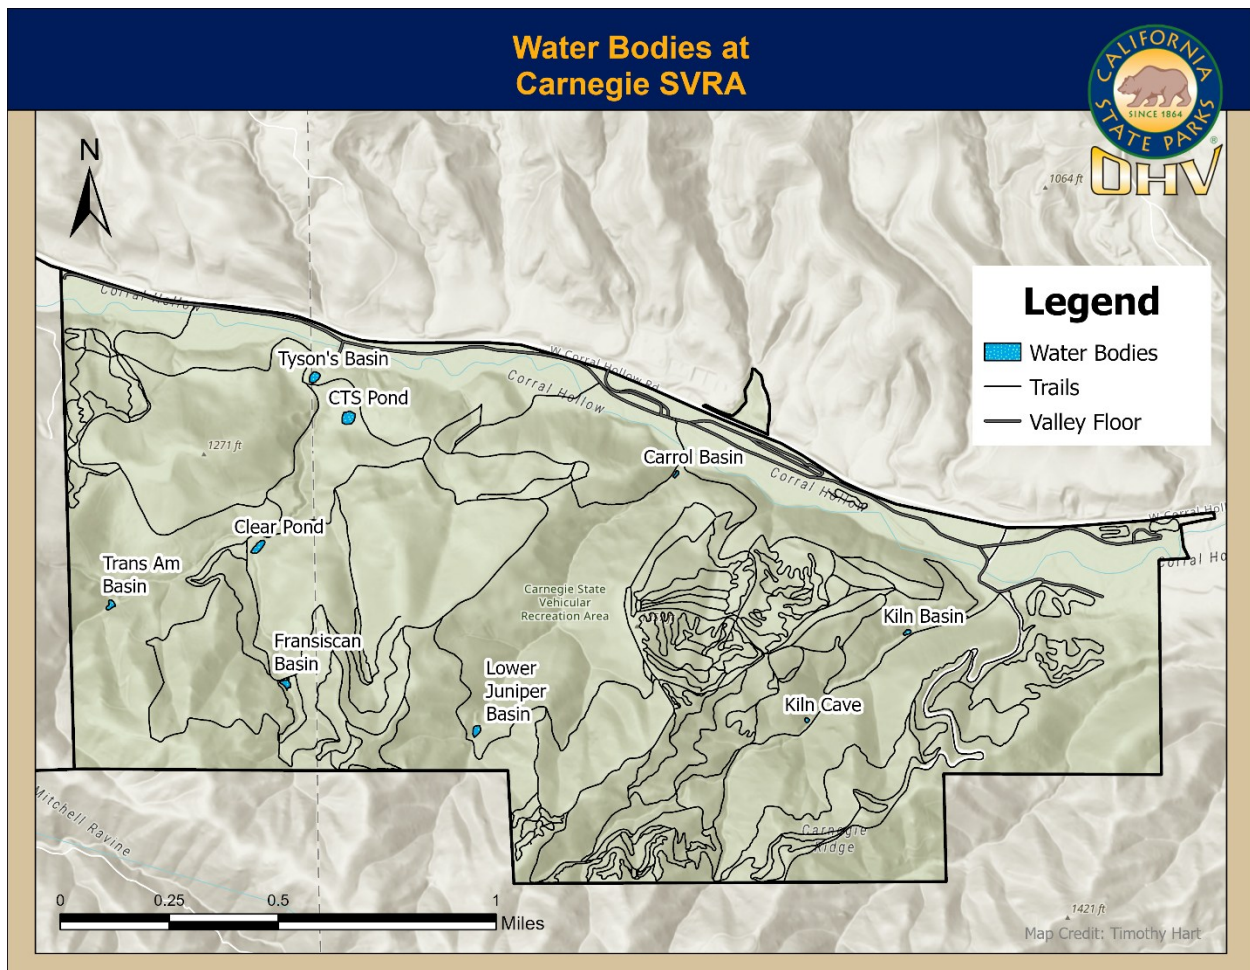 Water Bodies at
Carnegie SVRA
CALIFORNIA
STATE PARKS
SINCE 1864
OHV
®
N
1064 ft
Legend
Water Bodies
Trails
Valley Floor
Corral Hollow
Tyson's Basin
W Corral Hollow Rd
Corral Hollow
CTS Pond
1271 ft
Carrol Basin
Corral Hollow
Clear Pond
W Corral Holl
Corral Ho
Trans Am
Basin
Carnegie State
Vehicular
Recreation Area
Kiln Basin
Fransiscan
Basin
Lower
Juniper
Basin
Kiln Cave
Mitchell Ravine
Carnegie
Ridge
0 0.25 0.5 1
Miles
1421 ft
Map Credit: Timothy Hart